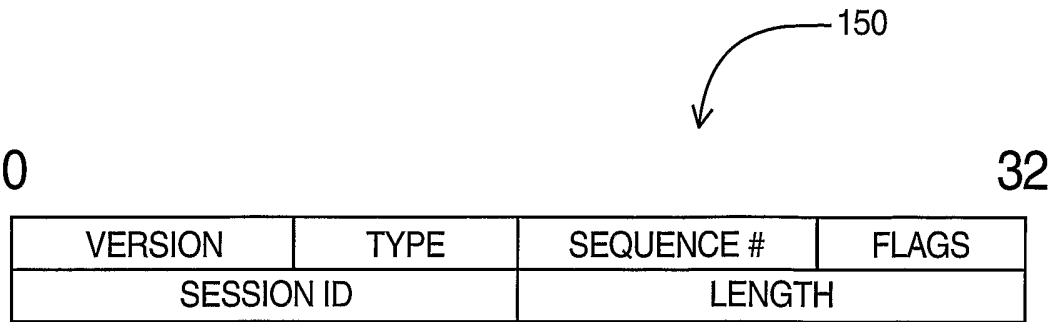 150
0 32
VERSION TYPE SEQUENCE # FLAGS
SESSION ID LENGTH